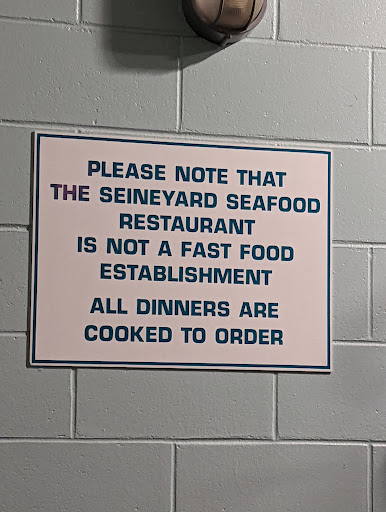 PLEASE NOTE THAT
THE SEINEYARD SEAFOOD
RESTAURANT
IS NOT A FAST FOOD
ESTABLISHMENT
ALL DINNERS ARE
COOKED TO ORDER